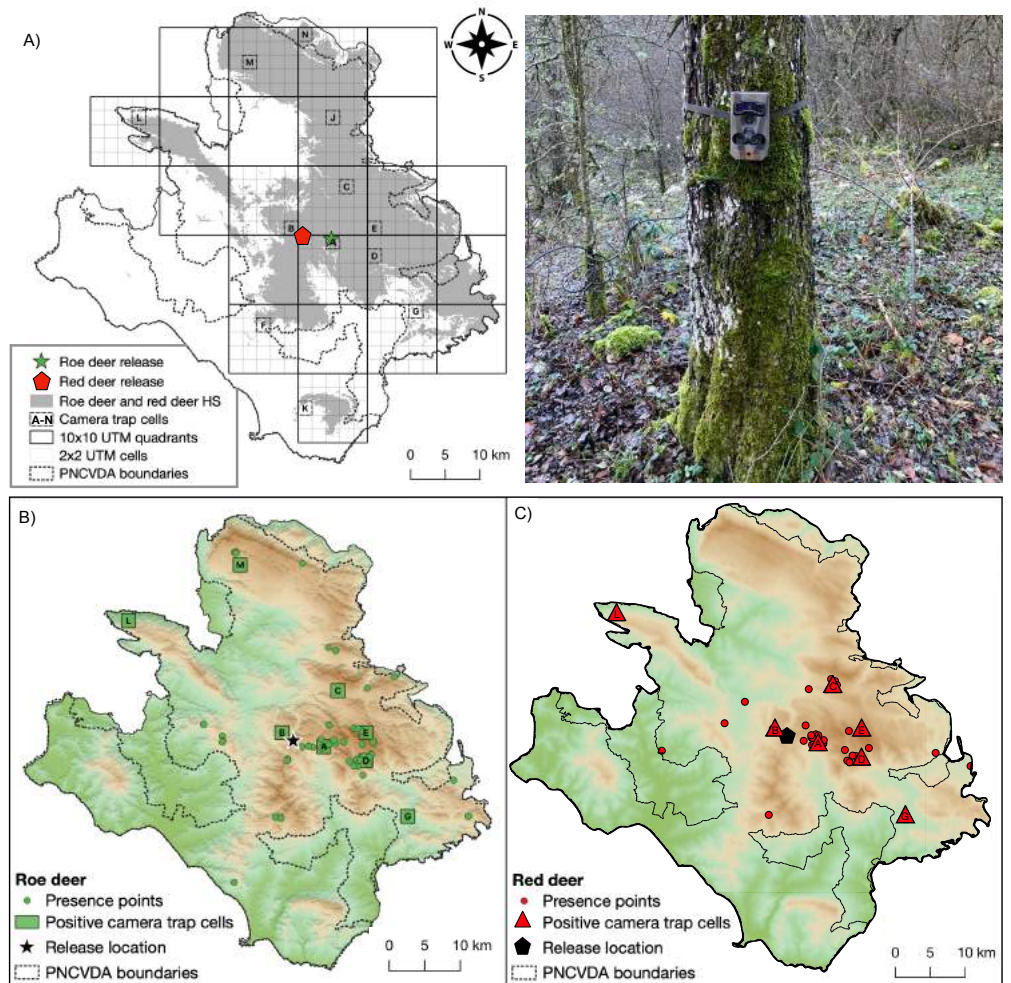 A)
N
W E
S
N
M
L
J
C
B
E
A
D
F
G
K
Roe deer release
Red deer release
Roe deer and red deer HS
A-N Camera trap cells
10x10 UTM quadrants
2x2 UTM cells
PNCVDA boundaries
0 5 10 km
B)
M
L
C
B
E
A
D
G
Roe deer
Presence points
Positive camera trap cells
Release location
PNCVDA boundaries
0 5 10 km
C)
L
C
B
E
A
D
G
Red deer
Presence points
Positive camera trap cells
Release location
PNCVDA boundaries
0 5 10 km